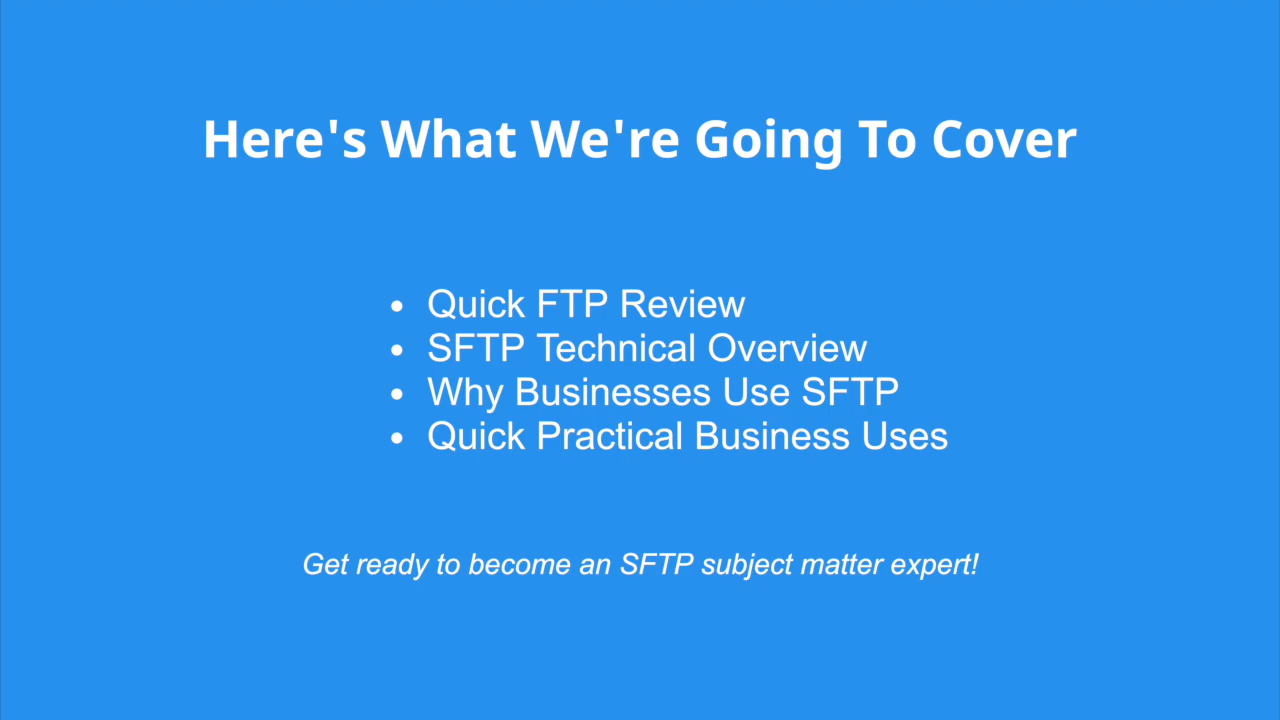 Here's What We're Going To Cover
• Quick FTP Review
• SFTP Technical Overview
• Why Businesses Use SFTP
• Quick Practical Business Uses
Get ready to become an SFTP subject matter expert!